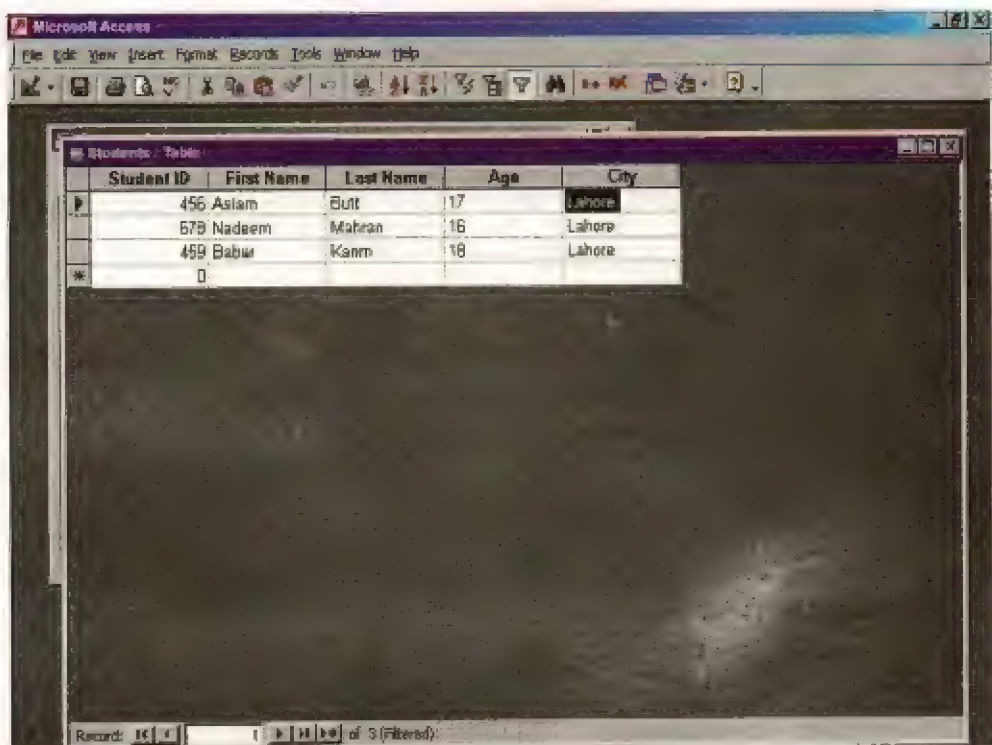 Microsoft Access
File Edit View Insert Format Records Tools Window Help
Students : Table
Student ID First Name Last Name Age City
456 Aslam Butt 17 Lahore
678 Nadeem Mahran 16 Lahore
459 Babar Karim 18 Lahore
0
Record: 1 of 3 (Filtered)